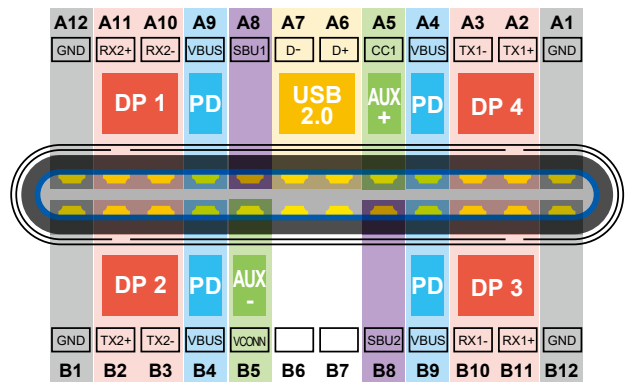 A12 A11 A10 A9 A8 A7 A6 A5 A4 A3 A2 A1
GND RX2+ RX2- VBUS SBU1 D- D+ CC1 VBUS TX1- TX1+ GND
DP 1 PD USB 2.0 AUX + PD DP 4
DP 2 PD AUX - PD DP 3
GND TX2+ TX2- VBUS VCONN SBU2 VBUS RX1- RX1+ GND
B1 B2 B3 B4 B5 B6 B7 B8 B9 B10 B11 B12